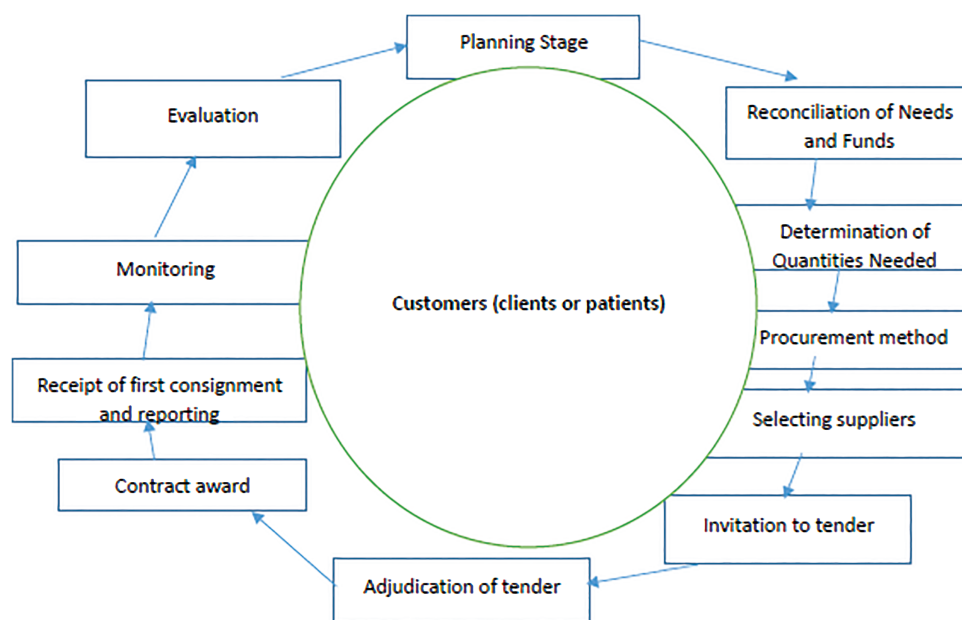 Planning Stage
Reconciliation of Needs
and Funds
Determination of
Quantities Needed
Procurement method
Selecting suppliers
Invitation to tender
Adjudication of tender
Contract award
Receipt of first consignment
and reporting
Monitoring
Evaluation
Customers (clients or patients)